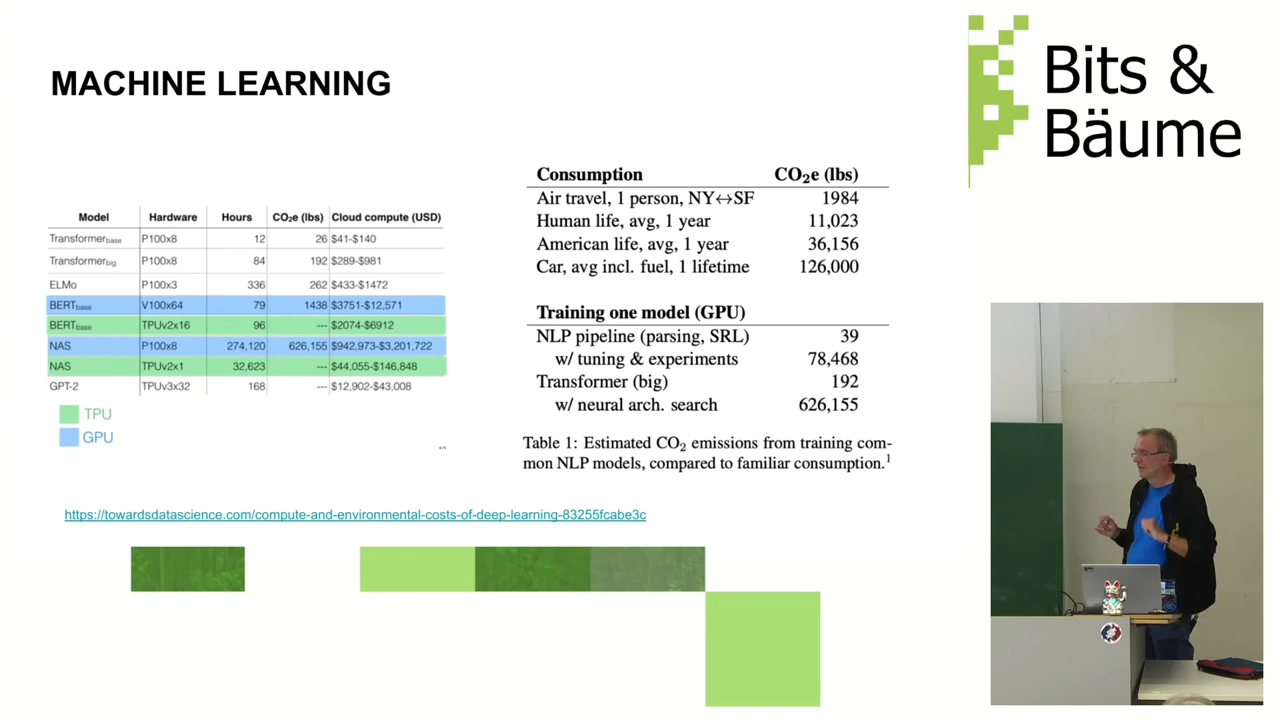 MACHINE LEARNING
Bits &
Bäume
Model Hardware Hours CO₂e (lbs) Cloud compute (USD)
Transformerbase P100x8 12 26 $41-$140
Transformerbig P100x8 84 192 $289-$981
ELMo P100x3 336 262 $433-$1472
BERTbase V100x64 79 1438 $3751-$12,571
BERTbase TPUv2x16 96 --- $2074-$6912
NAS P100x8 274,120 626,155 $942,973-$3,201,722
NAS TPUv2x1 32,623 --- $44,055-$146,848
GPT-2 TPUv3x32 168 --- $12,902-$43,008
TPU
GPU
Consumption CO₂e (lbs)
Air travel, 1 person, NY↔SF 1984
Human life, avg, 1 year 11,023
American life, avg, 1 year 36,156
Car, avg incl. fuel, 1 lifetime 126,000
Training one model (GPU)
NLP pipeline (parsing, SRL) 39
w/ tuning & experiments 78,468
Transformer (big) 192
w/ neural arch. search 626,155
Table 1: Estimated CO₂ emissions from training com-
mon NLP models, compared to familiar consumption.¹
https://towardsdatascience.com/compute-and-environmental-costs-of-deep-learning-83255fcabe3c